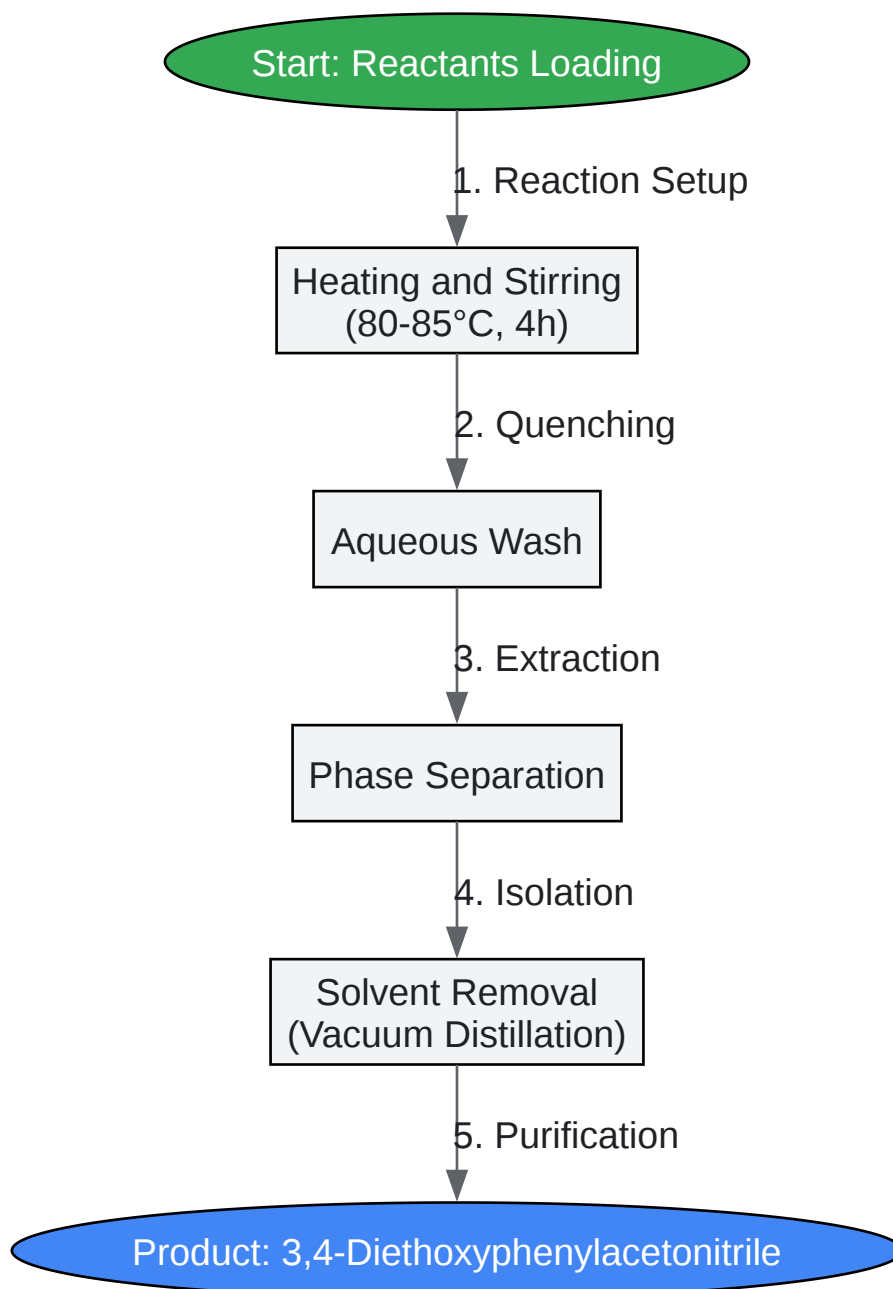 Start: Reactants Loading
1. Reaction Setup
Heating and Stirring
(80-85°C, 4h)
2. Quenching
Aqueous Wash
3. Extraction
Phase Separation
4. Isolation
Solvent Removal
(Vacuum Distillation)
5. Purification
Product: 3,4-Diethoxyphenylacetonitrile